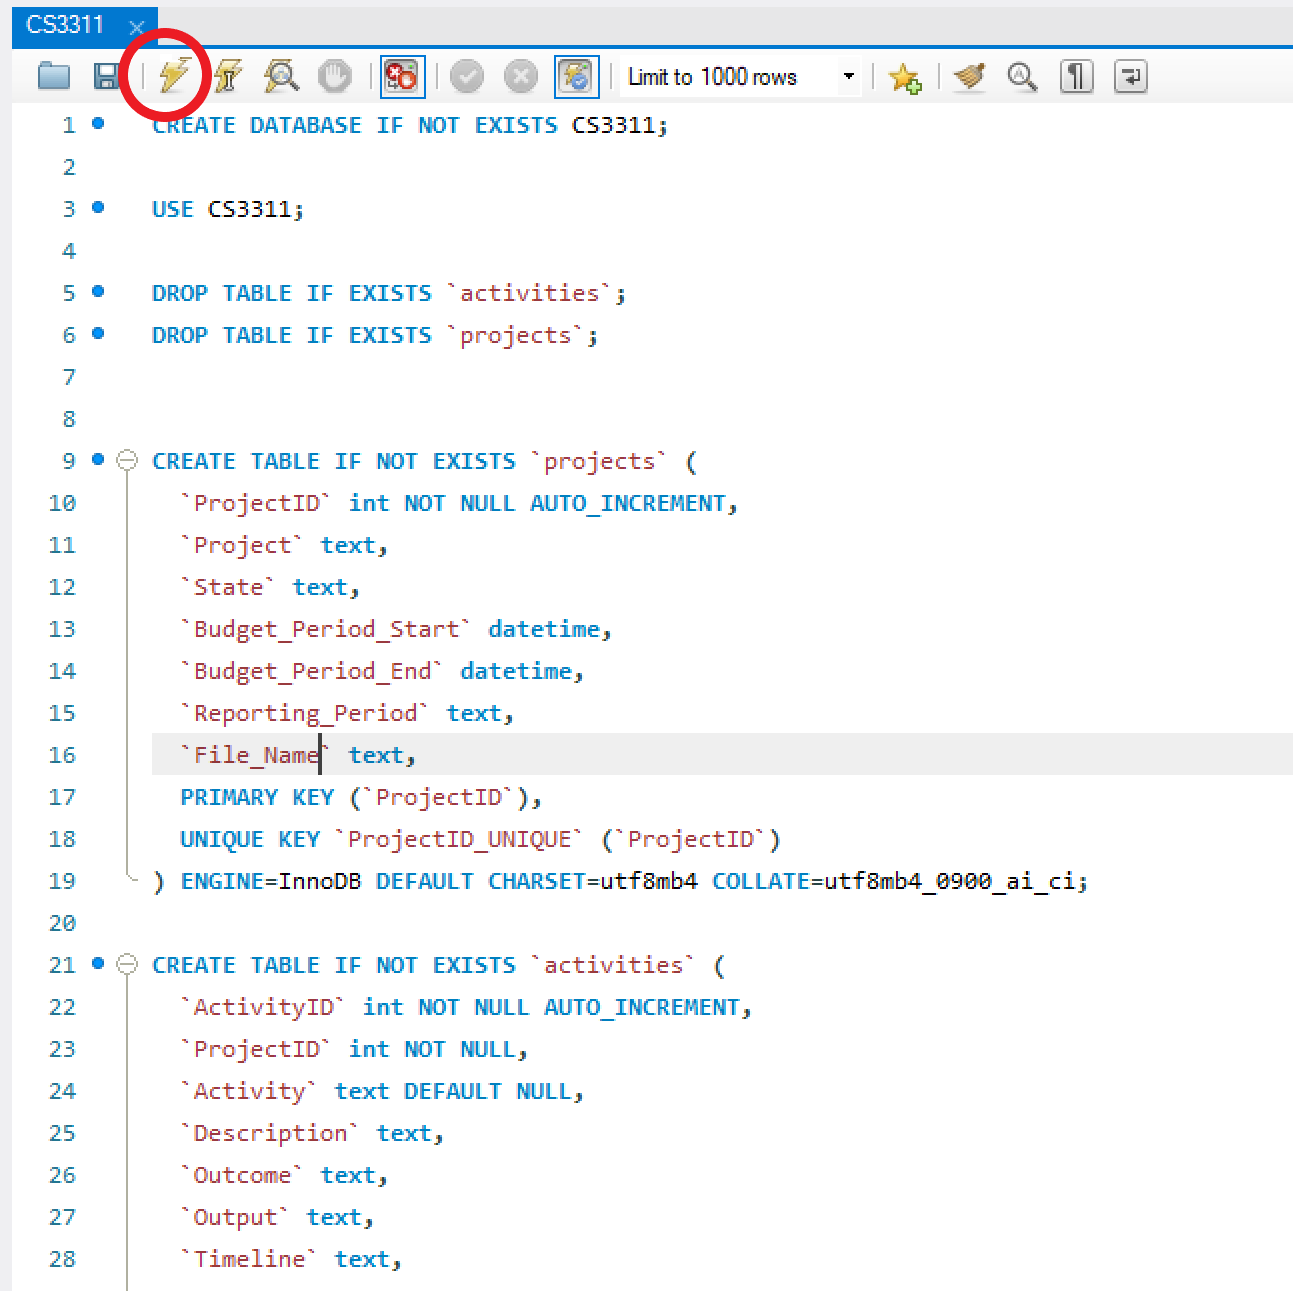 CS3311
Limit to 1000 rows
1 CREATE DATABASE IF NOT EXISTS CS3311;
2
3 USE CS3311;
4
5 DROP TABLE IF EXISTS `activities`;
6 DROP TABLE IF EXISTS `projects`;
7
8
9 CREATE TABLE IF NOT EXISTS `projects` (
10 `ProjectID` int NOT NULL AUTO_INCREMENT,
11 `Project` text,
12 `State` text,
13 `Budget_Period_Start` datetime,
14 `Budget_Period_End` datetime,
15 `Reporting_Period` text,
16 `File_Name` text,
17 PRIMARY KEY (`ProjectID`),
18 UNIQUE KEY `ProjectID_UNIQUE` (`ProjectID`)
19 ) ENGINE=InnoDB DEFAULT CHARSET=utf8mb4 COLLATE=utf8mb4_0900_ai_ci;
20
21 CREATE TABLE IF NOT EXISTS `activities` (
22 `ActivityID` int NOT NULL AUTO_INCREMENT,
23 `ProjectID` int NOT NULL,
24 `Activity` text DEFAULT NULL,
25 `Description` text,
26 `Outcome` text,
27 `Output` text,
28 `Timeline` text,